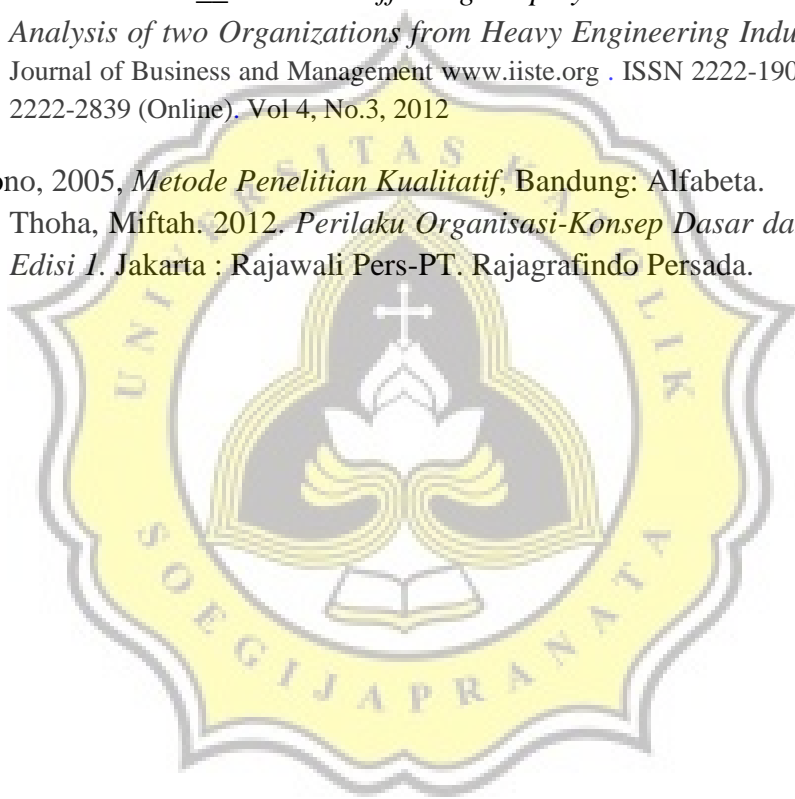 Analysis of two Organizations from Heavy Engineering Indu
Journal of Business and Management www.iiste.org . ISSN 2222-190
2222-2839 (Online). Vol 4, No.3, 2012
ono, 2005, Metode Penelitian Kualitatif, Bandung: Alfabeta.
Thoha, Miftah. 2012. Perilaku Organisasi-Konsep Dasar da
Edisi 1. Jakarta : Rajawali Pers-PT. Rajagrafindo Persada.
UNIVERSITAS KATOLIK
SOEGIJAPRANATA